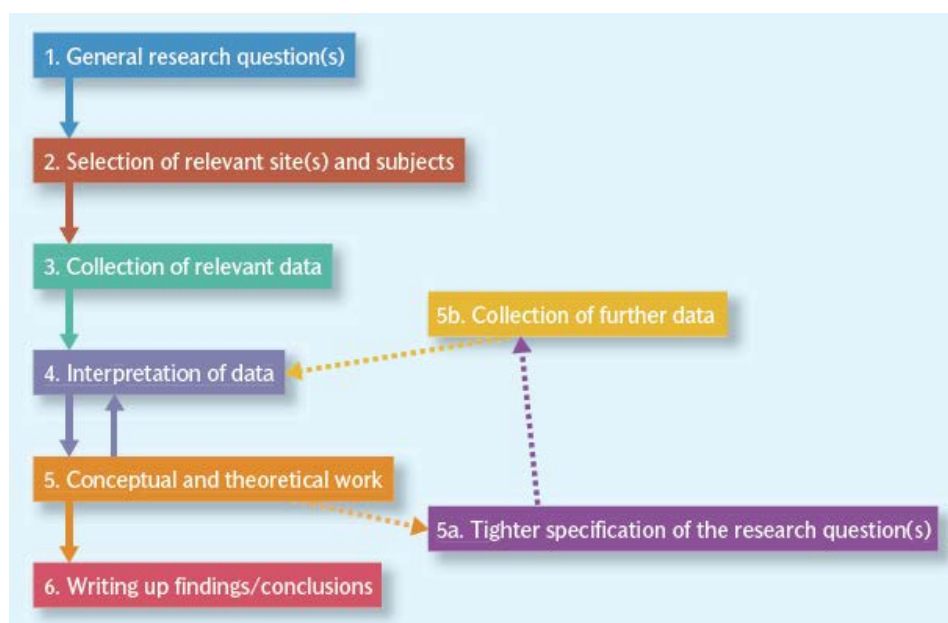 1. General research question(s)
2. Selection of relevant site(s) and subjects
3. Collection of relevant data
5b. Collection of further data
4. Interpretation of data
5. Conceptual and theoretical work
5a. Tighter specification of the research question(s)
6. Writing up findings/conclusions